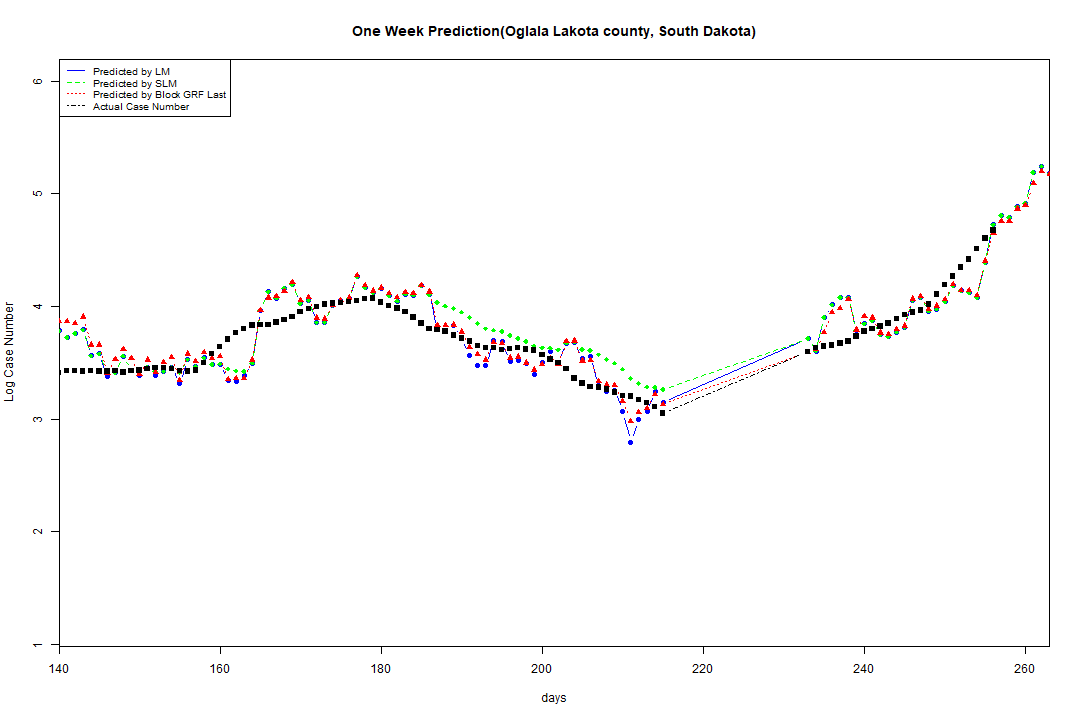 One Week Prediction(Oglala Lakota county, South Dakota)
Predicted by LM
Predicted by SLM
Predicted by Block GRF Last
Actual Case Number
6
5
4
3
2
1
Log Case Number
140 160 180 200 220 240 260
days